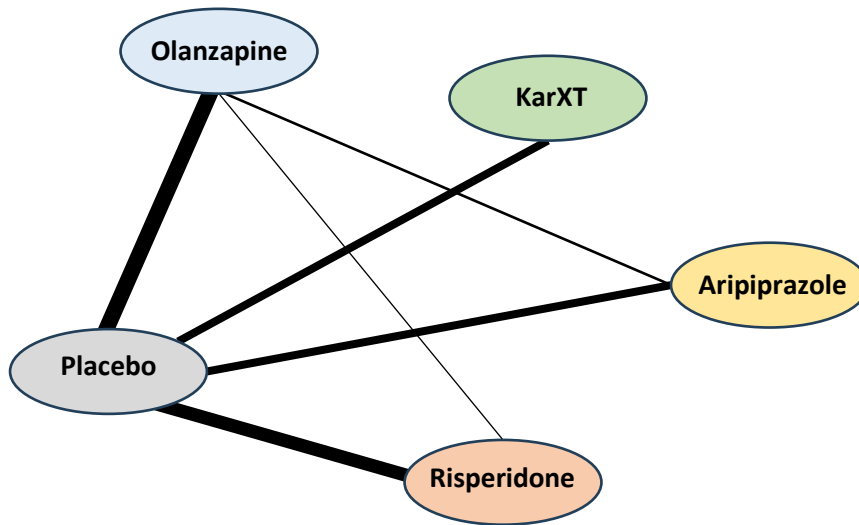 Olanzapine
KarXT
Aripiprazole
Placebo
Risperidone